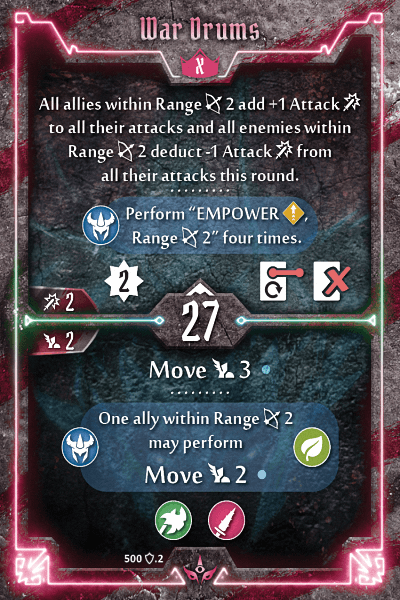 War Drums
X
All allies within Range 2 add +1 Attack
to all their attacks and all enemies within
Range 2 deduct -1 Attack from
all their attacks this round.
Perform “EMPOWER ,
Range 2” four times.
2
2
27
2
Move 3
One ally within Range 2
may perform
Move 2
500 .2